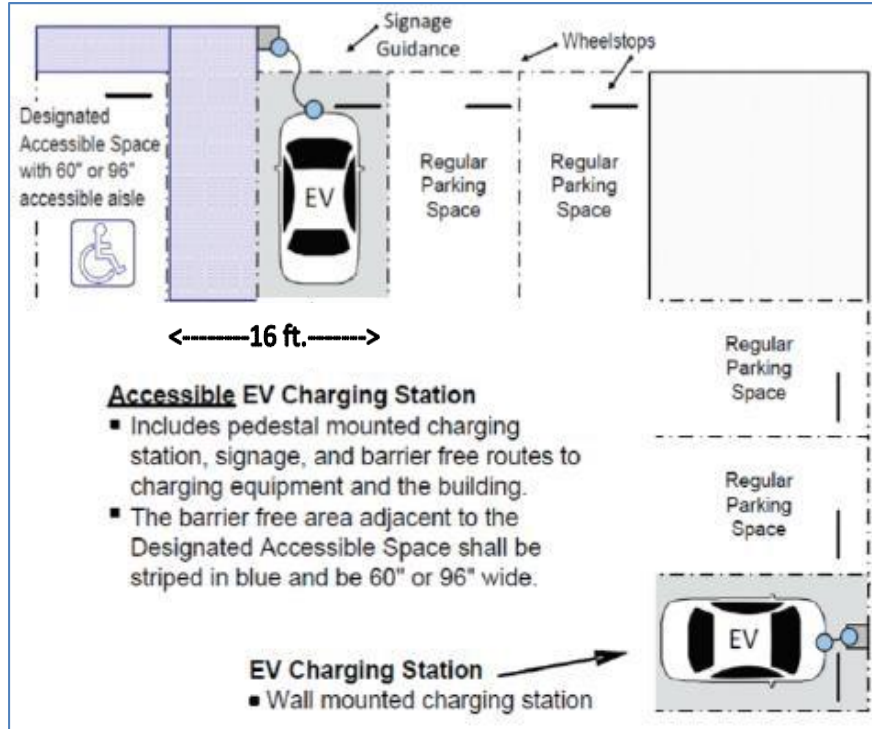 Signage
Guidance
Wheelstops
Designated
Accessible Space
with 60" or 96"
accessible aisle
EV
Regular
Parking
Space
Regular
Parking
Space
<--------16 ft.------->
Regular
Parking
Space
Accessible EV Charging Station
▪ Includes pedestal mounted charging
station, signage, and barrier free routes to
charging equipment and the building.
▪ The barrier free area adjacent to the
Designated Accessible Space shall be
striped in blue and be 60" or 96" wide.
Regular
Parking
Space
EV
EV Charging Station
▪ Wall mounted charging station